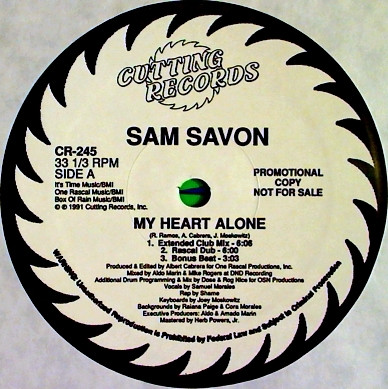 CUTTING
RECORDS
SAM SAVON
CR-245
33 1/3 RPM
SIDE A
It's Time Music/BMI
One Rascal Music/BMI
Box Of Rain Music/BMI
℗ © 1991 Cutting Records, Inc.
PROMOTIONAL
COPY
NOT FOR SALE
MY HEART ALONE
(R. Ramos, A. Cabrera, J. Moskowitz)
1. Extended Club Mix - 6:06
2. Rascal Dub - 6:00
3. Bonus Beat - 3:03
Produced & Edited by Albert Cabrera for One Rascal Productions, Inc.
Mixed by Aldo Marin & Mike Rogers at DND Recording
Additional Drum Programming & Mix by Dose & Rog Nice for OSN Productions
Vocals by Samuel Morales
Rap by Shame
Keyboards by Joey Moskowitz
Backgrounds by Raiana Paige & Cora Morales
Executive Producers: Aldo & Amado Marin
Mastered by Herb Powers, Jr.
WARNING: Unauthorized Reproduction is Prohibited by Federal Law and Subject to Criminal Prosecution